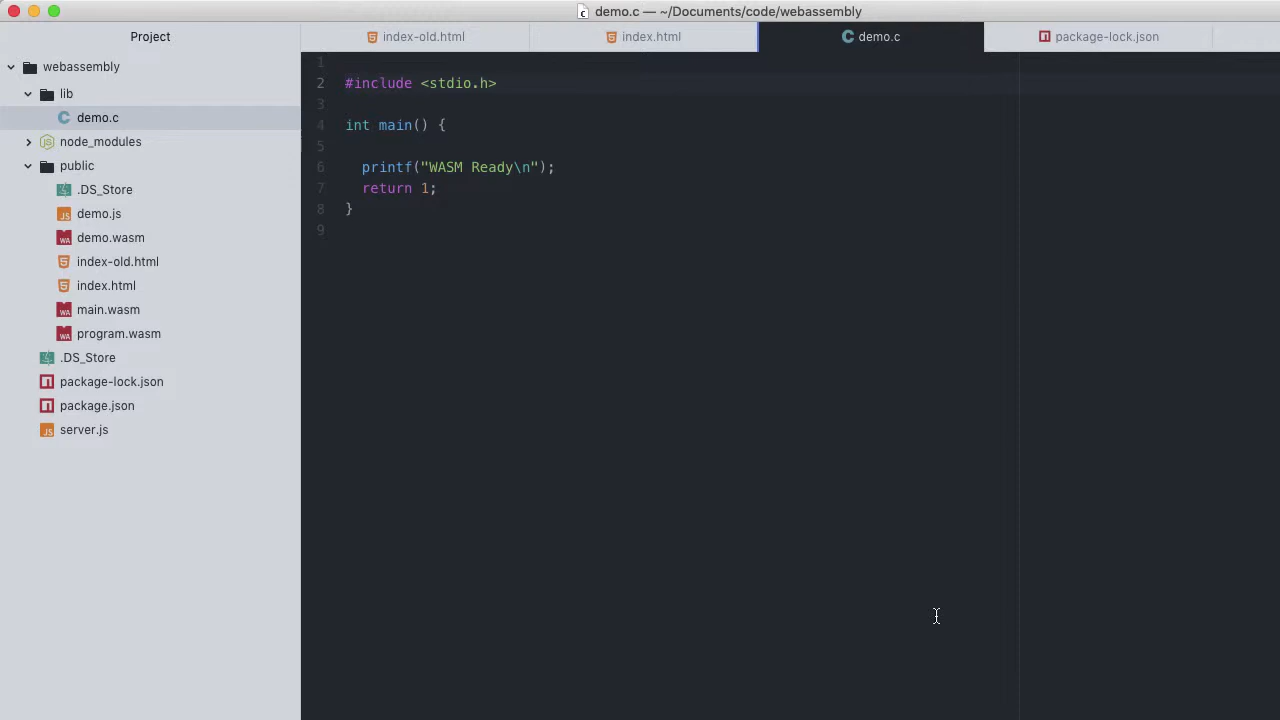 demo.c — ~/Documents/code/webassembly
Project
index-old.html
index.html
demo.c
package-lock.json
webassembly
lib
demo.c
node_modules
public
.DS_Store
demo.js
demo.wasm
index-old.html
index.html
main.wasm
program.wasm
.DS_Store
package-lock.json
package.json
server.js
1
2 #include <stdio.h>
3
4 int main() {
5
6 printf("WASM Ready\n");
7 return 1;
8 }
9